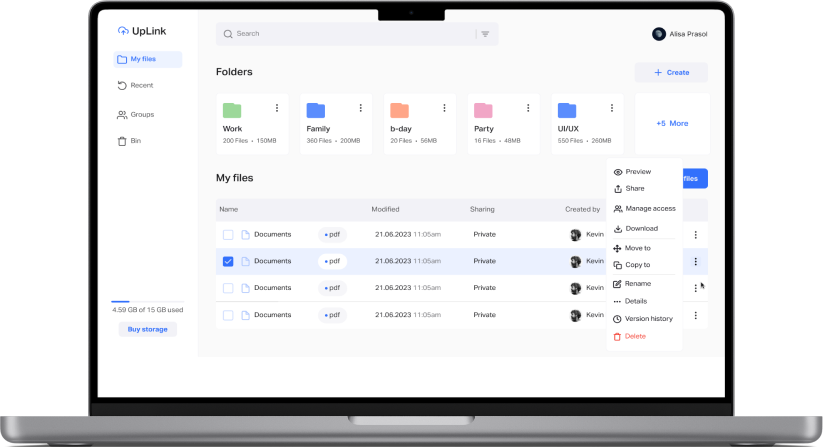 UpLink
Search
Alisa Prasol
My files
Recent
Groups
Bin
4.59 GB of 15 GB used
Buy storage
Folders
+ Create
Work
200 Files • 150MB
Family
360 Files • 200MB
b-day
20 Files • 56MB
Party
16 Files • 48MB
UI/UX
550 Files • 260MB
+5 More
My files
files
Name Modified Sharing Created by
Documents • pdf 21.06.2023 11:05am Private Kevin
Documents • pdf 21.06.2023 11:05am Private Kevin
Documents • pdf 21.06.2023 11:05am Private Kevin
Documents • pdf 21.06.2023 11:05am Private Kevin
Preview
Share
Manage access
Download
Move to
Copy to
Rename
Details
Version history
Delete